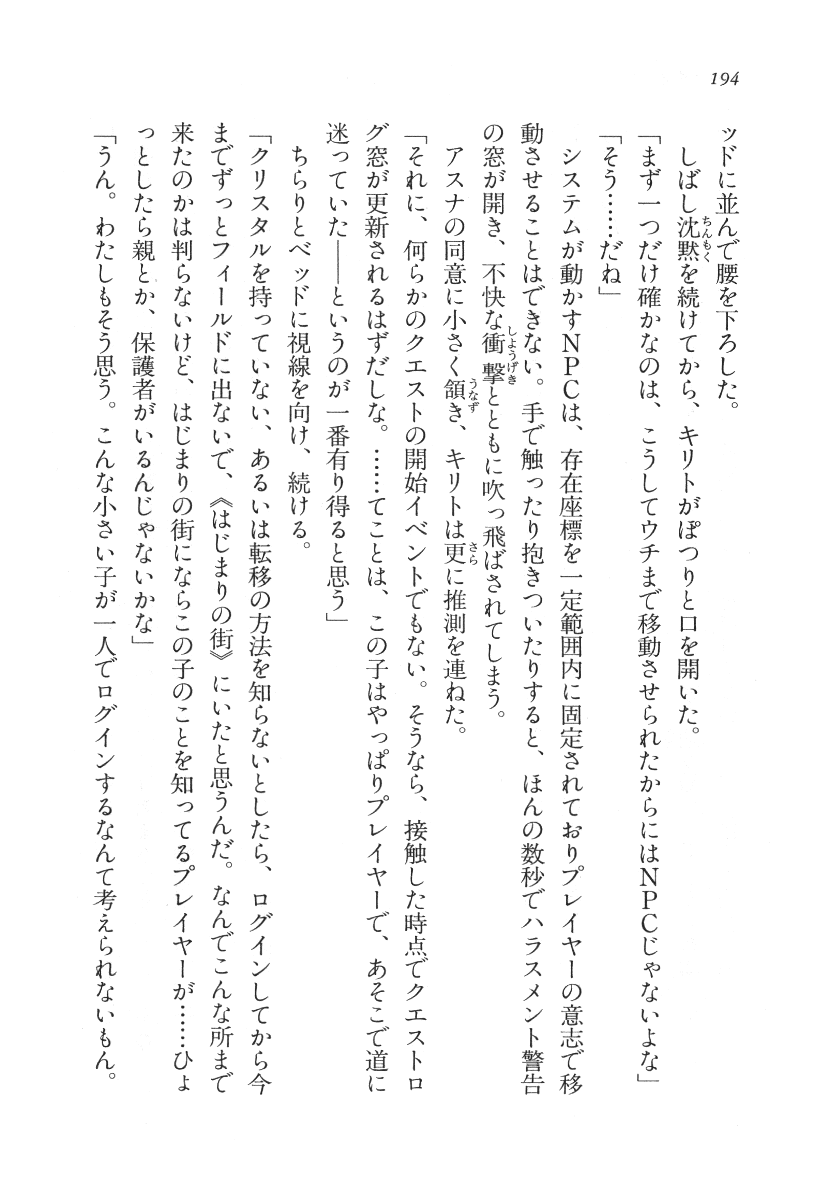 194
ッドに並んで腰を下ろした。
しばし沈黙を続けてから、キリトがぽつりと口を開いた。
「まず一つだけ確かなのは、こうしてウチまで移動させられたからにはNPCじゃないよな」
「そう……だね」
システムが動かすNPCは、存在座標を一定範囲内に固定されておりプレイヤーの意志で移
動させることはできない。手で触ったり抱きついたりすると、ほんの数秒でハラスメント警告
の窓が開き、不快な衝撃とともに吹っ飛ばされてしまう。
アスナの同意に小さく頷き、キリトは更に推測を連ねた。
「それに、何らかのクエストの開始イベントでもない。そうなら、接触した時点でクエストロ
グ窓が更新されるはずだしな。……てことは、この子はやっぱりプレイヤーで、あそこで道に
迷っていた――というのが一番有り得ると思う」
ちらりとベッドに視線を向け、続ける。
「クリスタルを持っていない、あるいは転移の方法を知らないとしたら、ログインしてから今
までずっとフィールドに出ないで、《はじまりの街》にいたと思うんだ。なんでこんな所まで
来たのかは判らないけど、はじまりの街にならこの子のことを知ってるプレイヤーが……ひょ
っとしたら親とか、保護者がいるんじゃないかな」
「うん。わたしもそう思う。こんな小さい子が一人でログインするなんて考えられないもん。